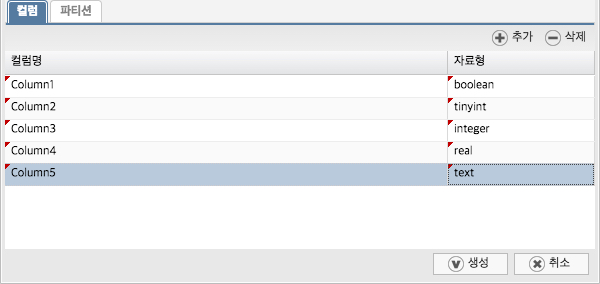 컬럼 파티션
추가 삭제
컬럼명 자료형
Column1 boolean
Column2 tinyint
Column3 integer
Column4 real
Column5 text
생성 취소